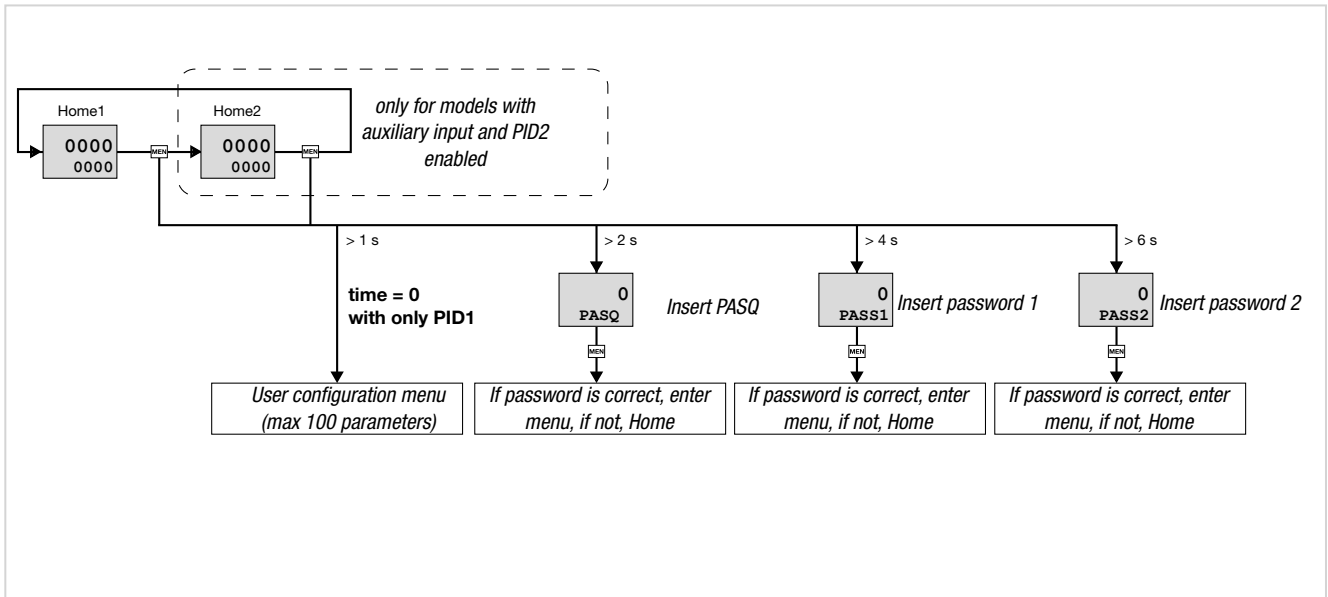 Home1
0000
0000
MEN
Home2
0000
0000
MEN
only for models with
auxiliary input and PID2
enabled
> 1 s
time = 0
with only PID1
User configuration menu
(max 100 parameters)
> 2 s
0
PASQ
Insert PASQ
MEN
If password is correct, enter
menu, if not, Home
> 4 s
0
PASS1
Insert password 1
MEN
If password is correct, enter
menu, if not, Home
> 6 s
0
PASS2
Insert password 2
MEN
If password is correct, enter
menu, if not, Home